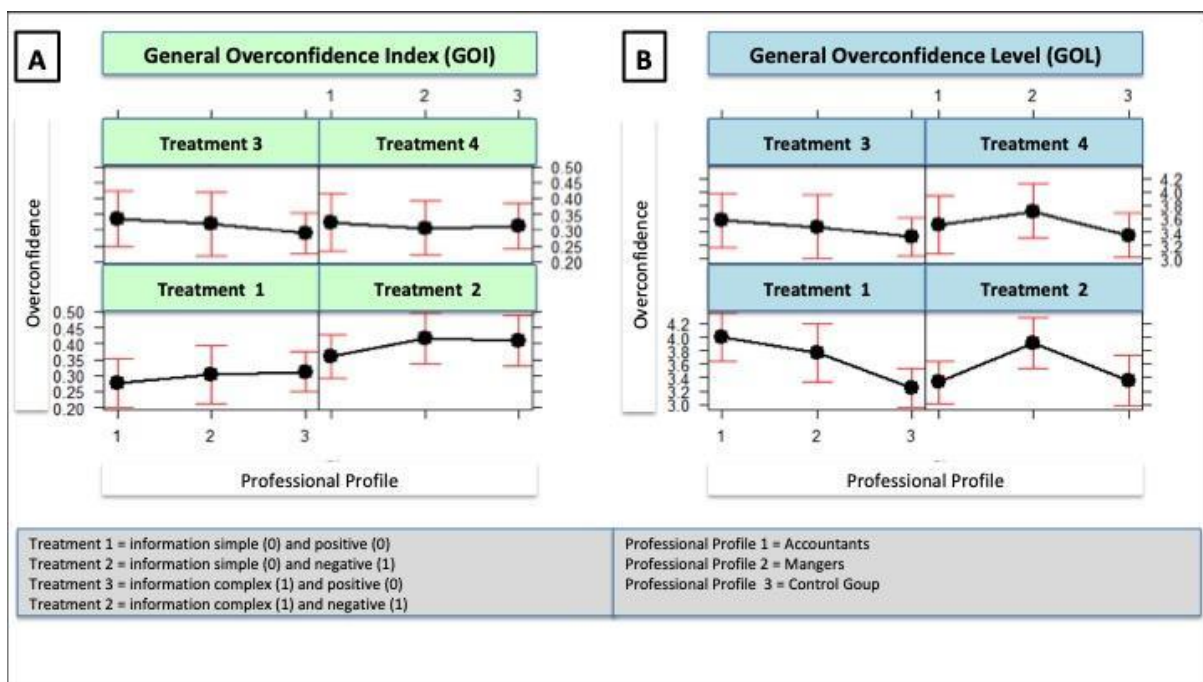 A
General Overconfidence Index (GOI)
1 2 3
Treatment 3 Treatment 4
0.50
0.45
0.40
0.35
0.30
0.25
0.20
Overconfidence
Treatment 1 Treatment 2
0.50
0.45
0.40
0.35
0.30
0.25
0.20
1 2 3
Professional Profile
B
General Overconfidence Level (GOL)
1 2 3
Treatment 3 Treatment 4
4.2
4.0
3.8
3.6
3.4
3.2
3.0
Overconfidence
Treatment 1 Treatment 2
4.2
4.0
3.8
3.6
3.4
3.2
3.0
1 2 3
Professional Profile
Treatment 1 = information simple (0) and positive (0)
Treatment 2 = information simple (0) and negative (1)
Treatment 3 = information complex (1) and positive (0)
Treatment 2 = information complex (1) and negative (1)
Professional Profile 1 = Accountants
Professional Profile 2 = Mangers
Professional Profile 3 = Control Goup